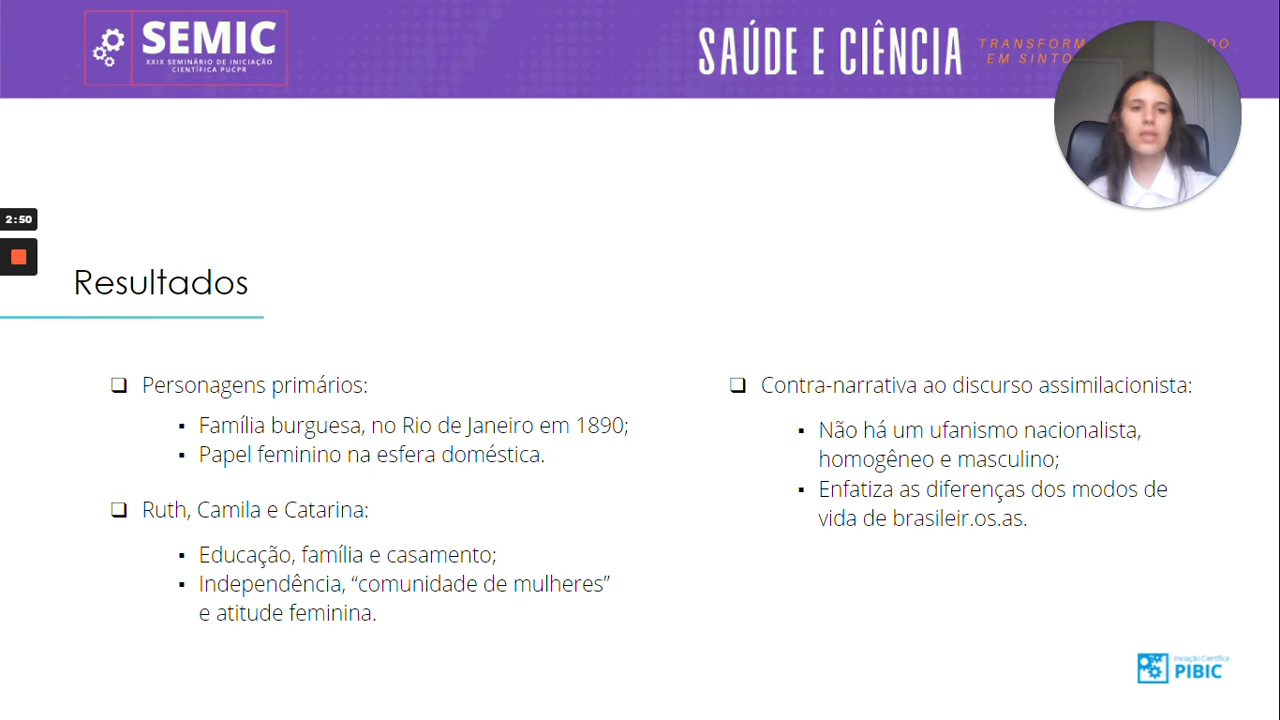 SEMIC
XXIX SEMINÁRIO DE INICIAÇÃO
CIENTÍFICA PUCPR
SAÚDE E CIÊNCIA
EM
2:50
Resultados
Personagens primários:
Família burguesa, no Rio de Janeiro em 1890;
Papel feminino na esfera doméstica.
Ruth, Camila e Catarina:
Educação, família e casamento;
Independência, “comunidade de mulheres”
e atitude feminina.
Contra-narrativa ao discurso assimilacionista:
Não há um ufanismo nacionalista,
homogêneo e masculino;
Enfatiza as diferenças dos modos de
vida de brasileir.os.as.
Iniciação Científica
PIBIC